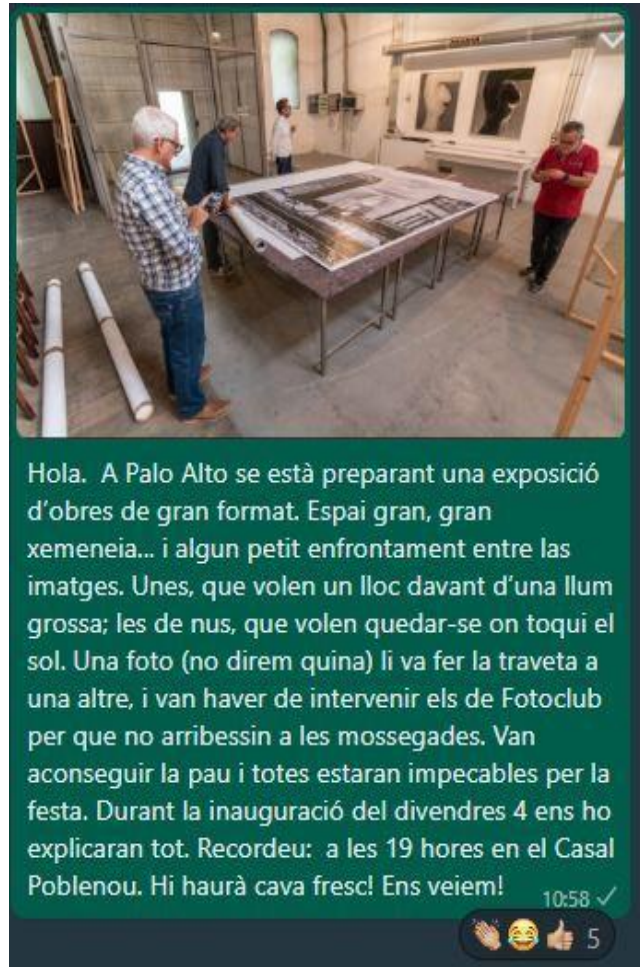 Hola.  A Palo Alto se està preparant una exposició
d’obres de gran format. Espai gran, gran
xemeneia... i algun petit enfrontament entre las
imatges. Unes, que volen un lloc davant d’una llum
grossa; les de nus, que volen quedar-se on toqui el
sol. Una foto (no direm quina) li va fer la traveta a
una altre, i van haver de intervenir els de Fotoclub
per que no arribessin a les mossegades. Van
aconseguir la pau i totes estaran impecables per la
festa. Durant la inauguració del divendres 4 ens ho
explicaran tot. Recordeu:  a les 19 hores en el Casal
Poblenou. Hi haurà cava fresc! Ens veiem!
10:58
5